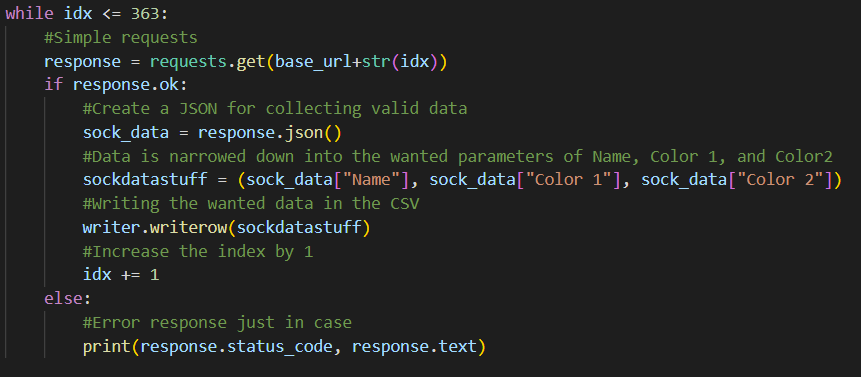 while idx <= 363:
#Simple requests
response = requests.get(base_url+str(idx))
if response.ok:
#Create a JSON for collecting valid data
sock_data = response.json()
#Data is narrowed down into the wanted parameters of Name, Color 1, and Color2
sockdatastuff = (sock_data["Name"], sock_data["Color 1"], sock_data["Color 2"])
#Writing the wanted data in the CSV
writer.writerow(sockdatastuff)
#Increase the index by 1
idx += 1
else:
#Error response just in case
print(response.status_code, response.text)